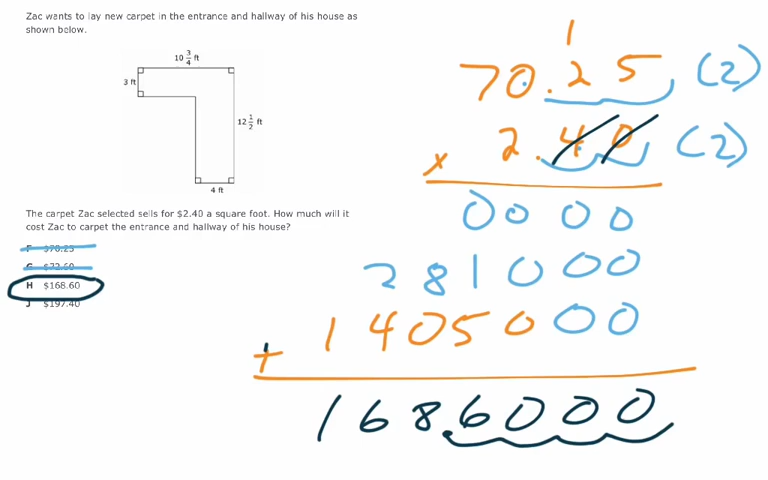 Zac wants to lay new carpet in the entrance and hallway of his house as
shown below.
10 3/4 ft
3 ft
12 1/2 ft
4 ft
The carpet Zac selected sells for $2.40 a square foot. How much will it
cost Zac to carpet the entrance and hallway of his house?
F $70.25
G $72.60
H $168.60
J $197.40
1
70.25 (2)
x 2.40 (2)
0000
281000
1405000
+
168.6000